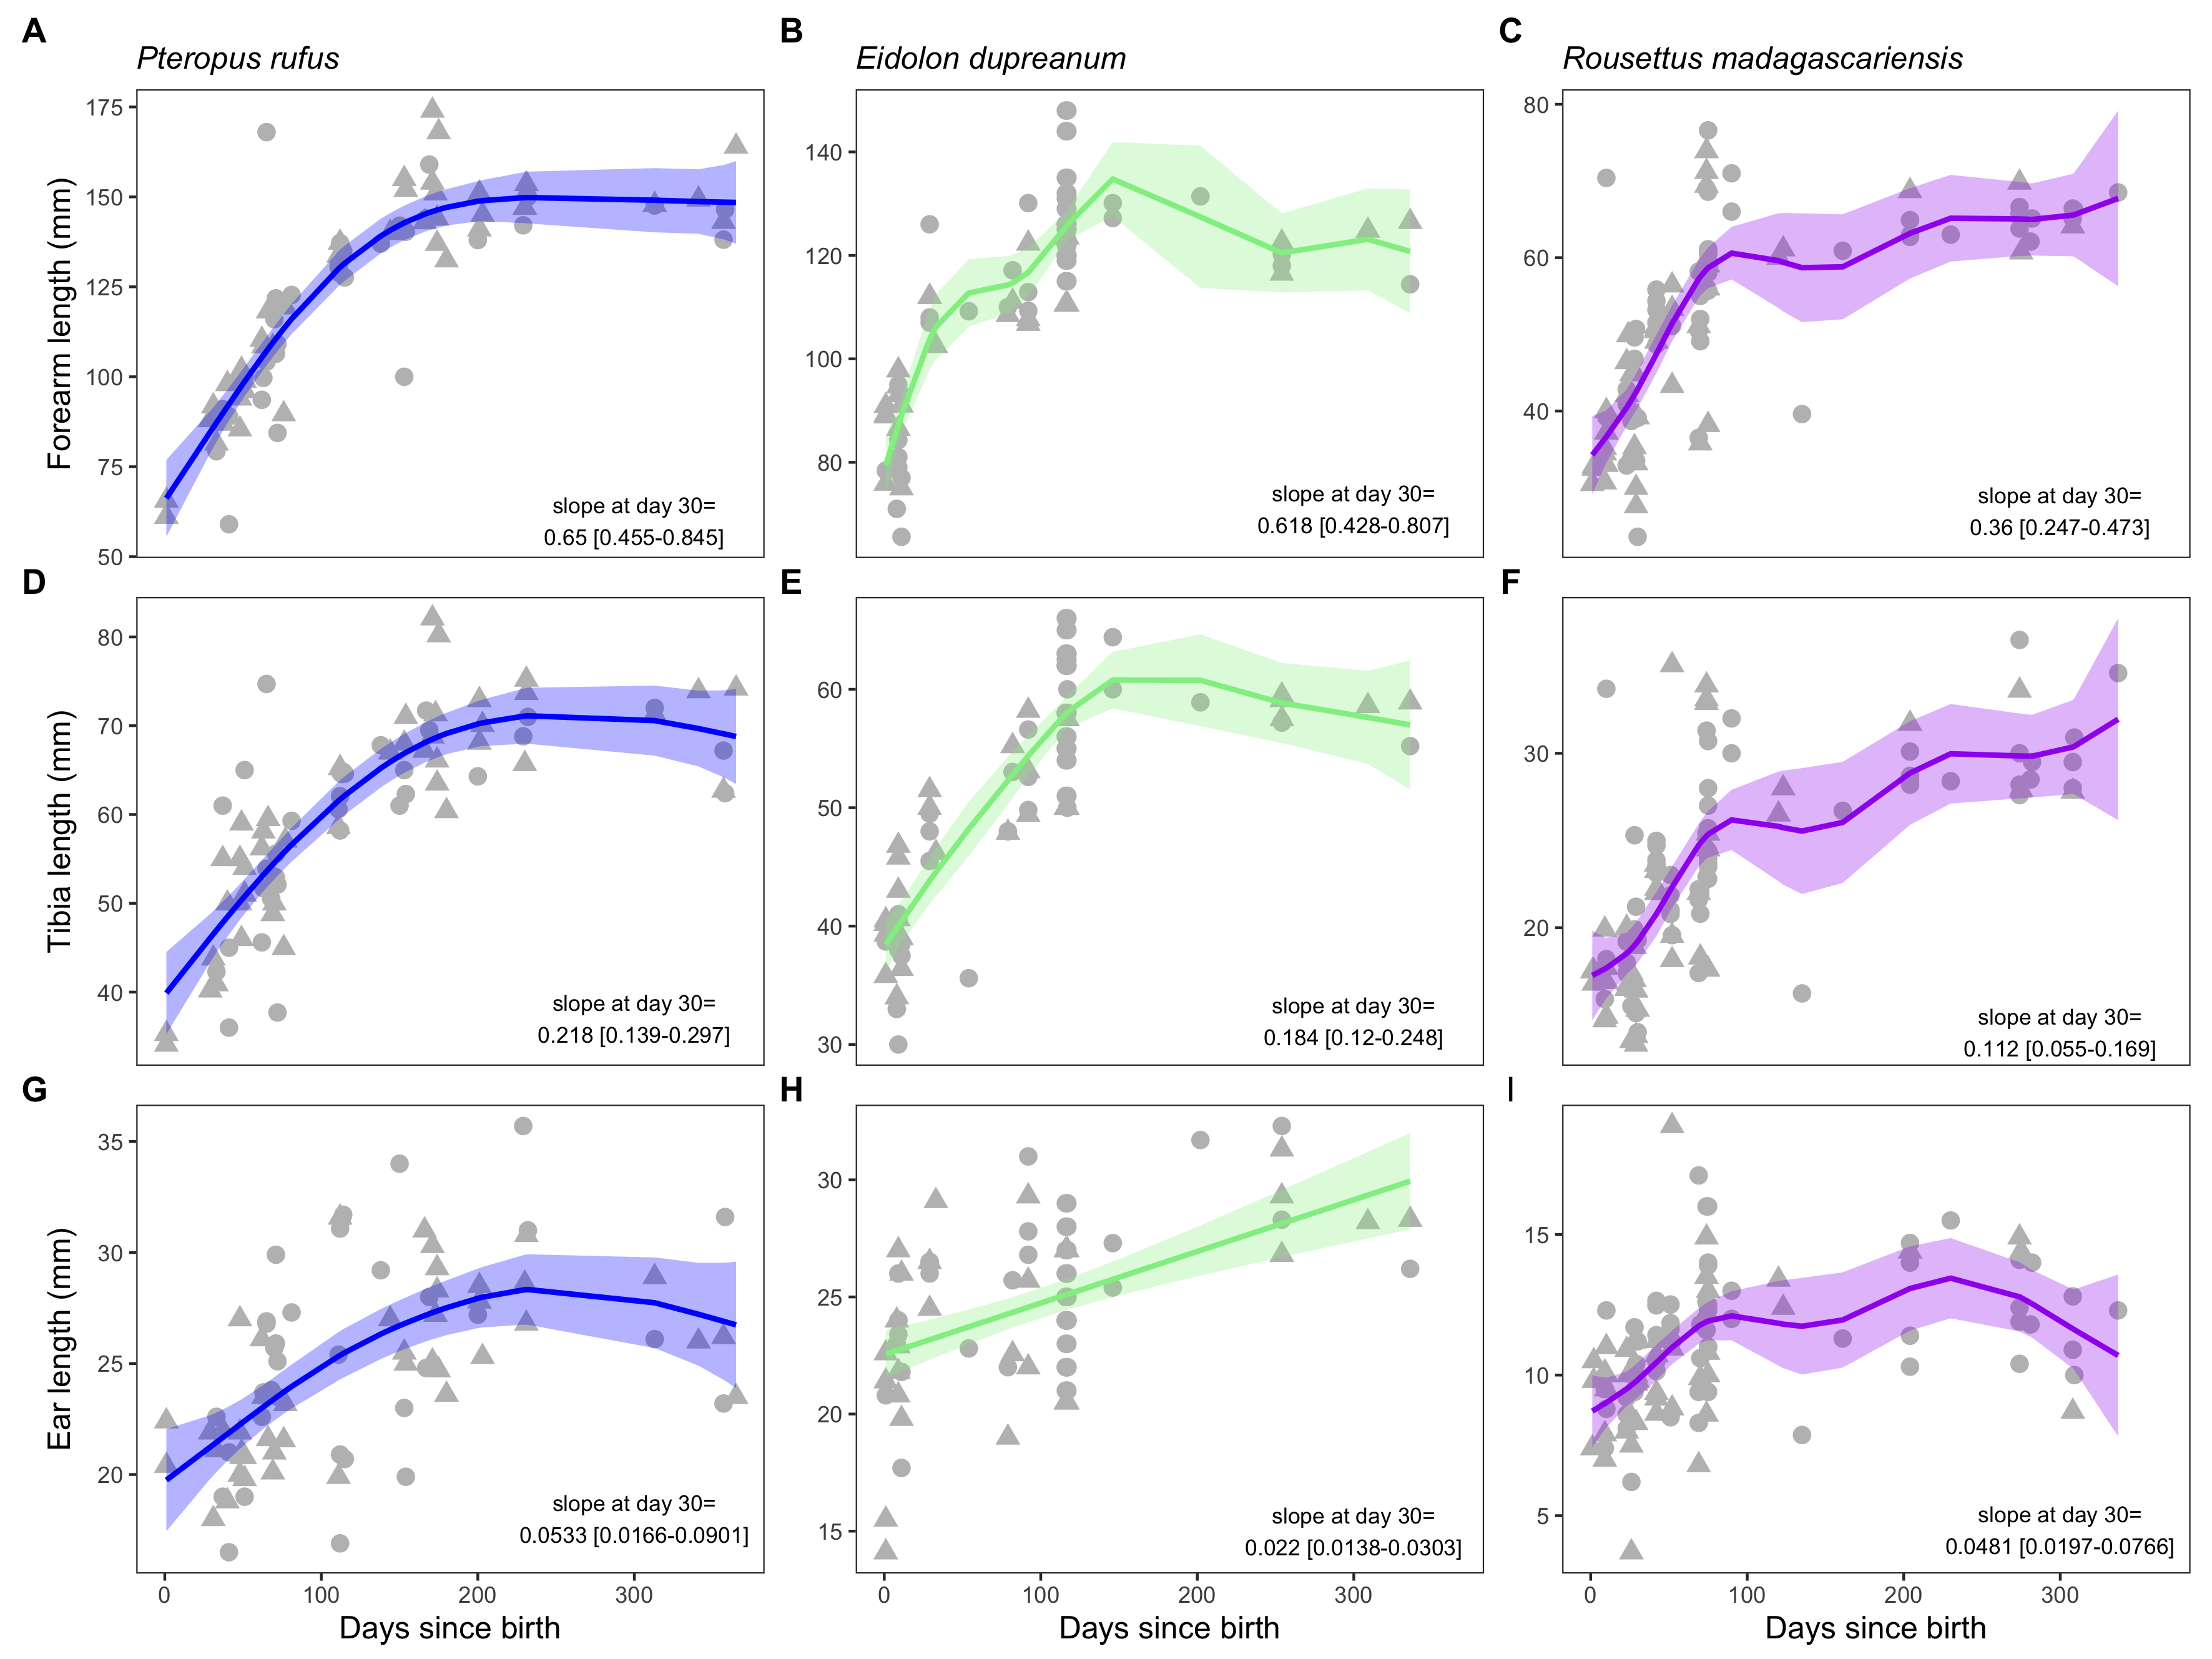 A
B
C
Pteropus rufus
Eidolon dupreanum
Rousettus madagascariensis
Forearm length (mm)
175
150
125
100
75
50
slope at day 30=
0.65 [0.455-0.845]
140
120
100
80
slope at day 30=
0.618 [0.428-0.807]
80
60
40
slope at day 30=
0.36 [0.247-0.473]
D
E
F
Tibia length (mm)
80
70
60
50
40
slope at day 30=
0.218 [0.139-0.297]
60
50
40
30
slope at day 30=
0.184 [0.12-0.248]
30
20
slope at day 30=
0.112 [0.055-0.169]
G
H
I
Ear length (mm)
35
30
25
20
slope at day 30=
0.0533 [0.0166-0.0901]
30
25
20
15
slope at day 30=
0.022 [0.0138-0.0303]
15
10
5
slope at day 30=
0.0481 [0.0197-0.0766]
0 100 200 300
0 100 200 300
0 100 200 300
Days since birth
Days since birth
Days since birth